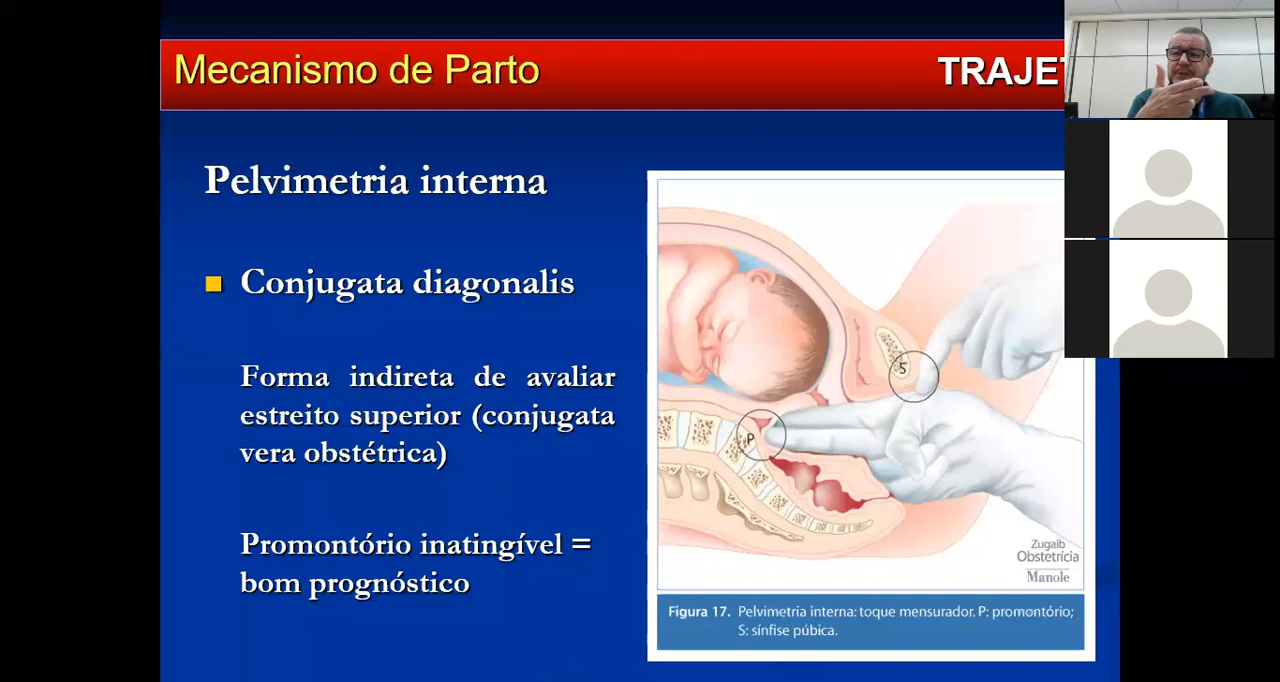 Mecanismo de Parto
TRAJE
Pelvimetria interna
Conjugata diagonalis
Forma indireta de avaliar
estreito superior (conjugata
vera obstétrica)
Promontório inatingível =
bom prognóstico
S
P
Zugaib
Obstetrícia
Manole
Figura 17. Pelvimetria interna: toque mensurador. P: promontório;
S: sínfise púbica.